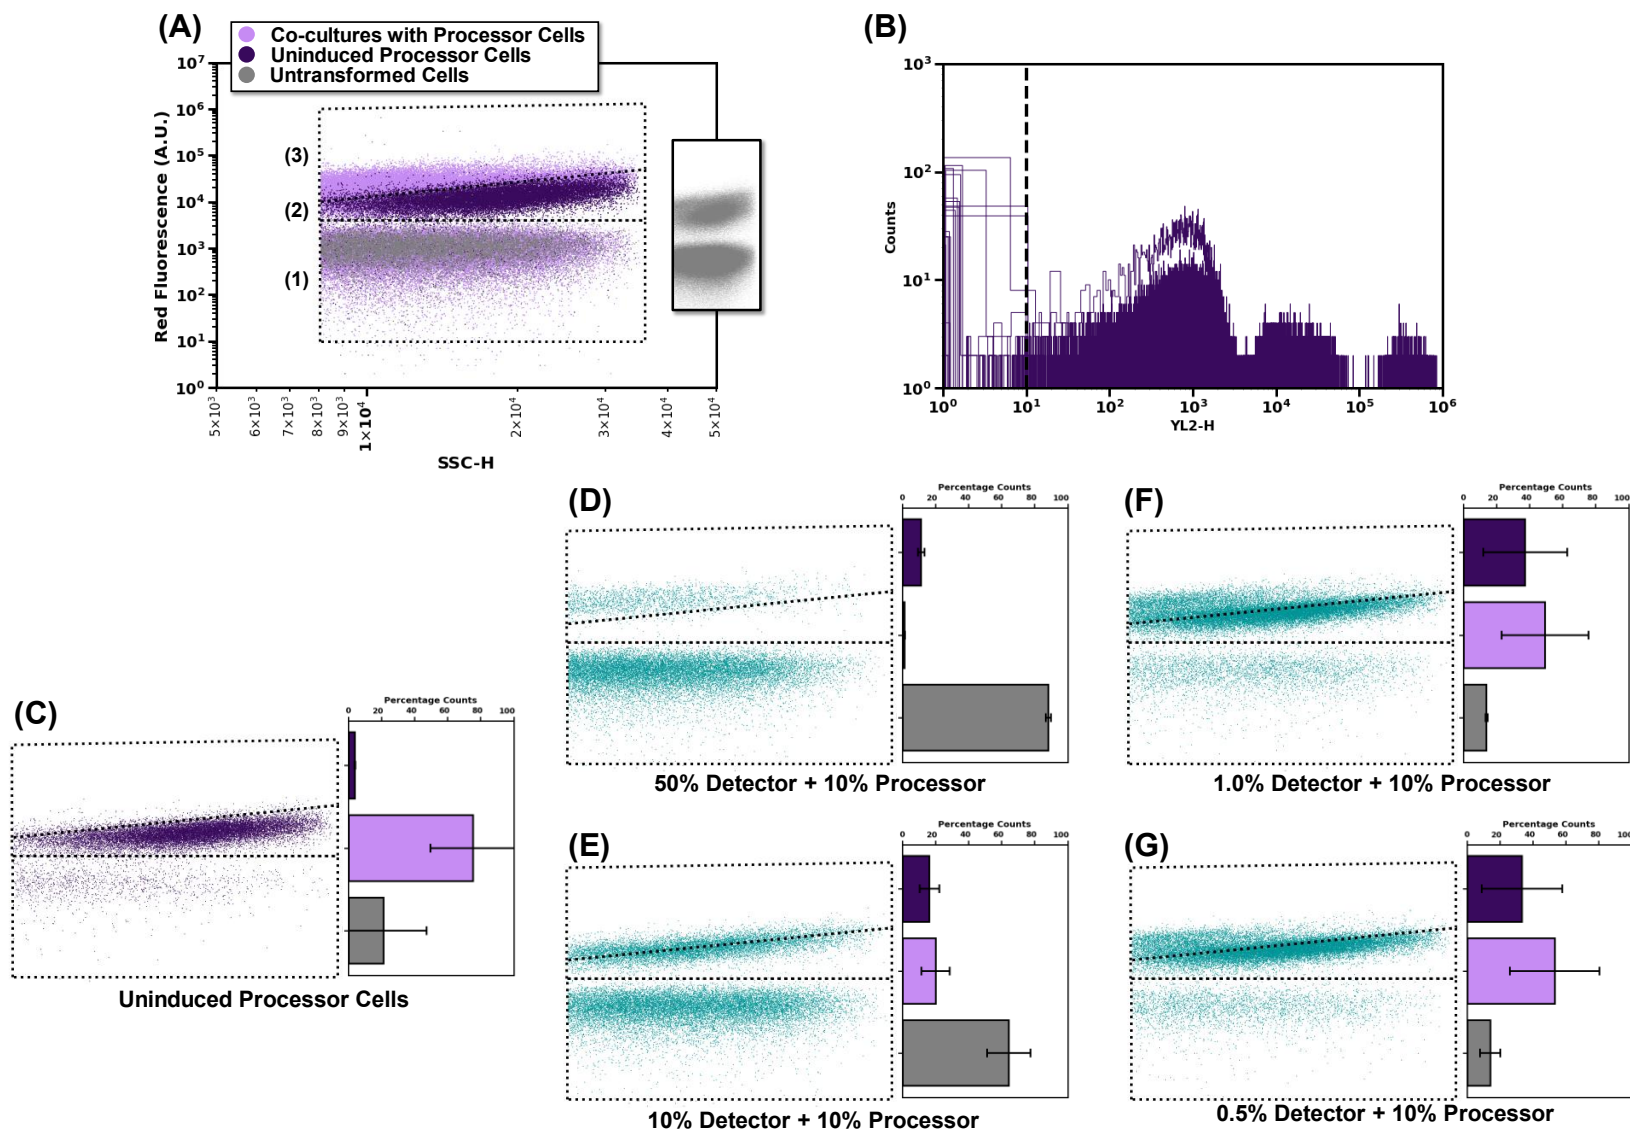 (A)
Co-cultures with Processor Cells
Uninduced Processor Cells
Untransformed Cells
10⁷
10⁶
10⁵
10⁴
10³
10²
10¹
10⁰
Red Fluorescence (A.U.)
(3)
(2)
(1)
5×10³
6×10³
7×10³
8×10³
9×10³
1×10⁴
2×10⁴
3×10⁴
4×10⁴
5×10⁴
SSC-H
(B)
10³
10²
10¹
10⁰
Counts
10⁰
10¹
10²
10³
10⁴
10⁵
10⁶
YL2-H
(C)
Percentage Counts
0 20 40 60 80 100
Uninduced Processor Cells
(D)
Percentage Counts
0 20 40 60 80 100
50% Detector + 10% Processor
(E)
Percentage Counts
0 20 40 60 80 100
10% Detector + 10% Processor
(F)
Percentage Counts
0 20 40 60 80 100
1.0% Detector + 10% Processor
(G)
Percentage Counts
0 20 40 60 80 100
0.5% Detector + 10% Processor